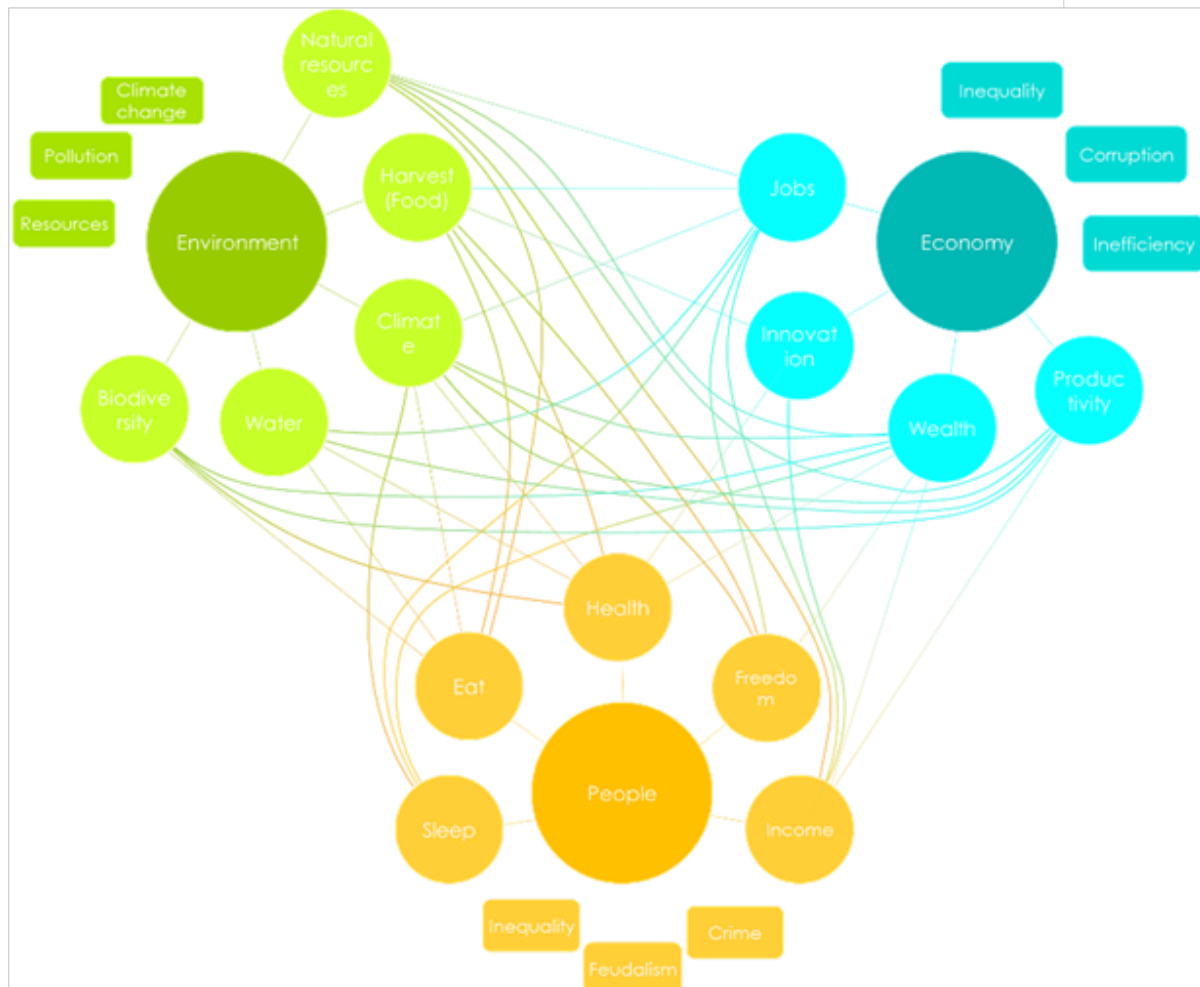 Natural
resourc
es
Climate
change
Pollution
Resources
Environment
Harvest
(Food)
Climat
e
Biodive
rsity
Water
Inequality
Corruption
Inefficiency
Jobs
Economy
Innovat
ion
Wealth
Produc
tivity
Health
Eat
Freedo
m
People
Sleep
Income
Inequality
Crime
Feudalism